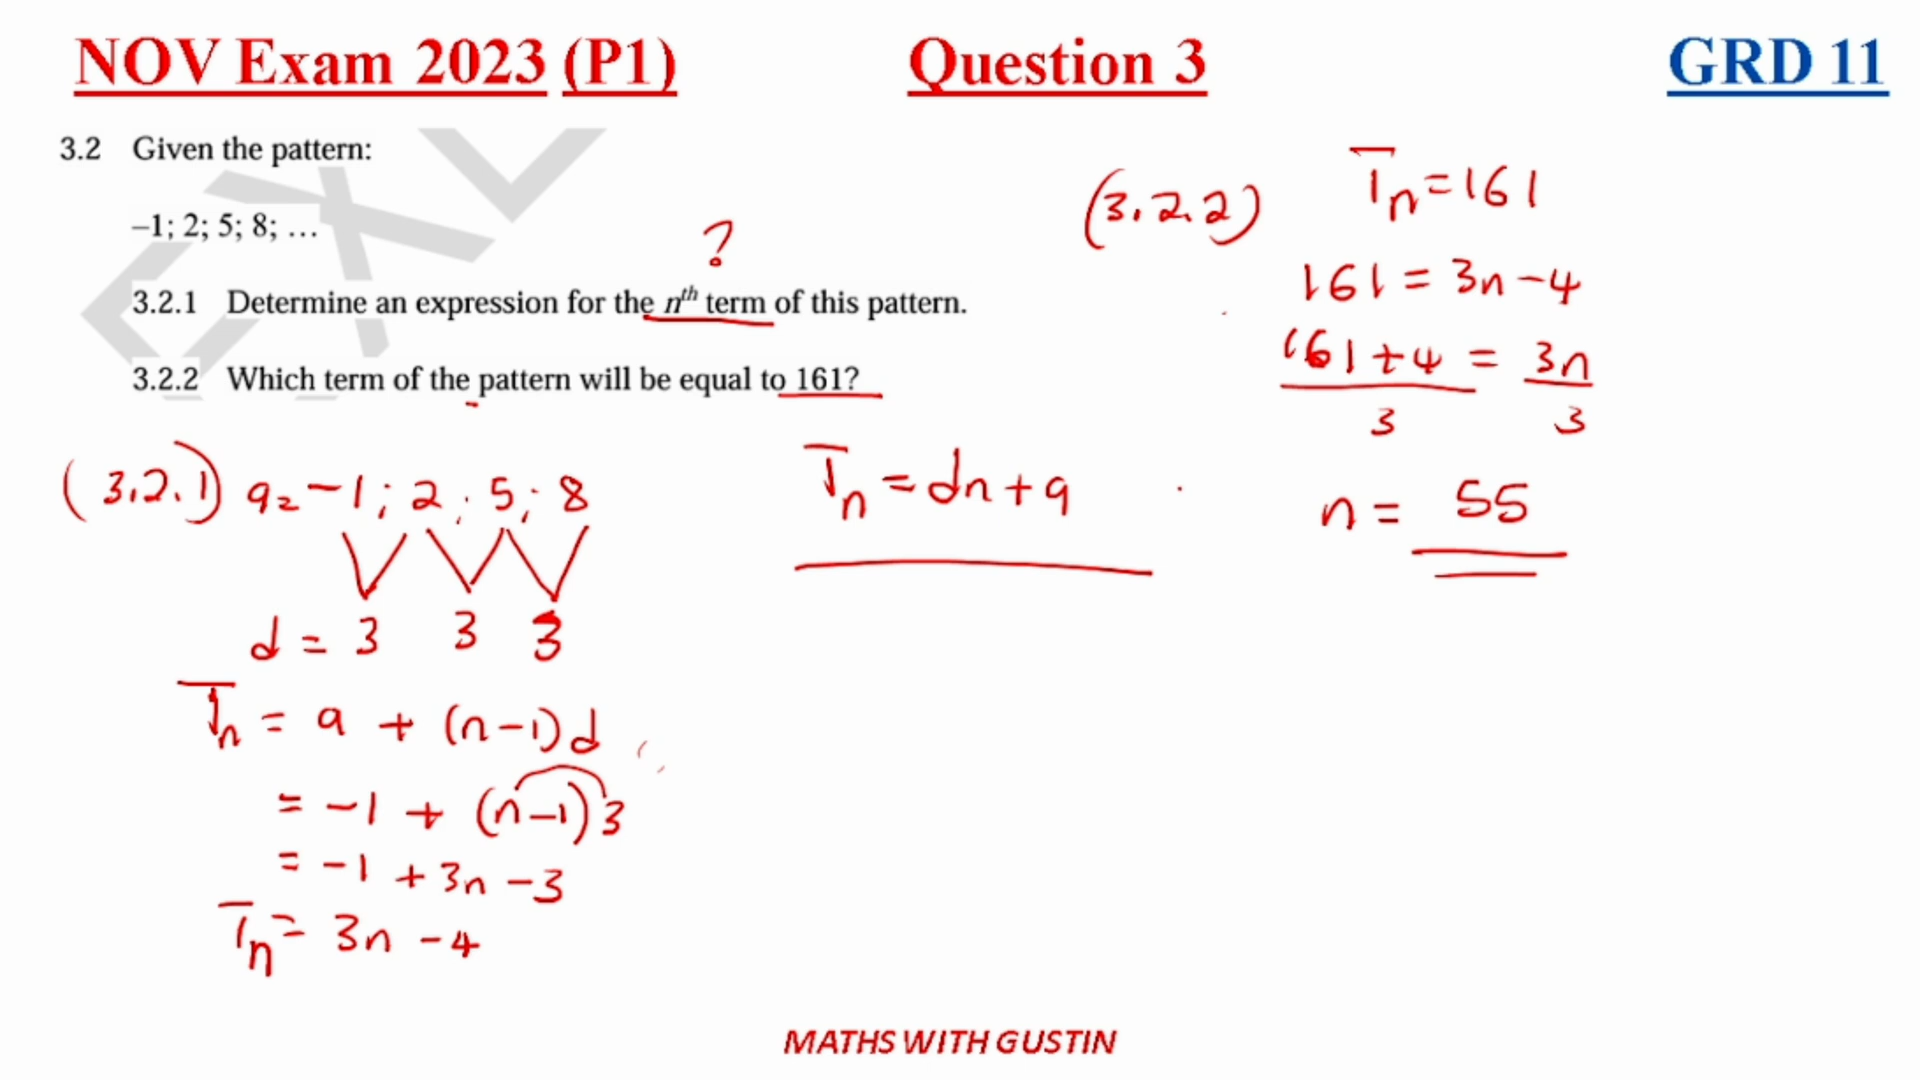 NOV Exam 2023 (P1) Question 3 GRD 11
3.2 Given the pattern:
–1; 2; 5; 8; …
?
3.2.1 Determine an expression for the nth term of this pattern.
3.2.2 Which term of the pattern will be equal to 161?
(3.2.1) a= -1; 2; 5; 8
d = 3 3 3
Tn = a + (n-1)d
= -1 + (n-1)3
= -1 + 3n - 3
Tn = 3n - 4
Tn = dn + a
(3.2.2) Tn = 161
161 = 3n - 4
161 + 4 = 3n
3 3
n = 55
MATHS WITH GUSTIN